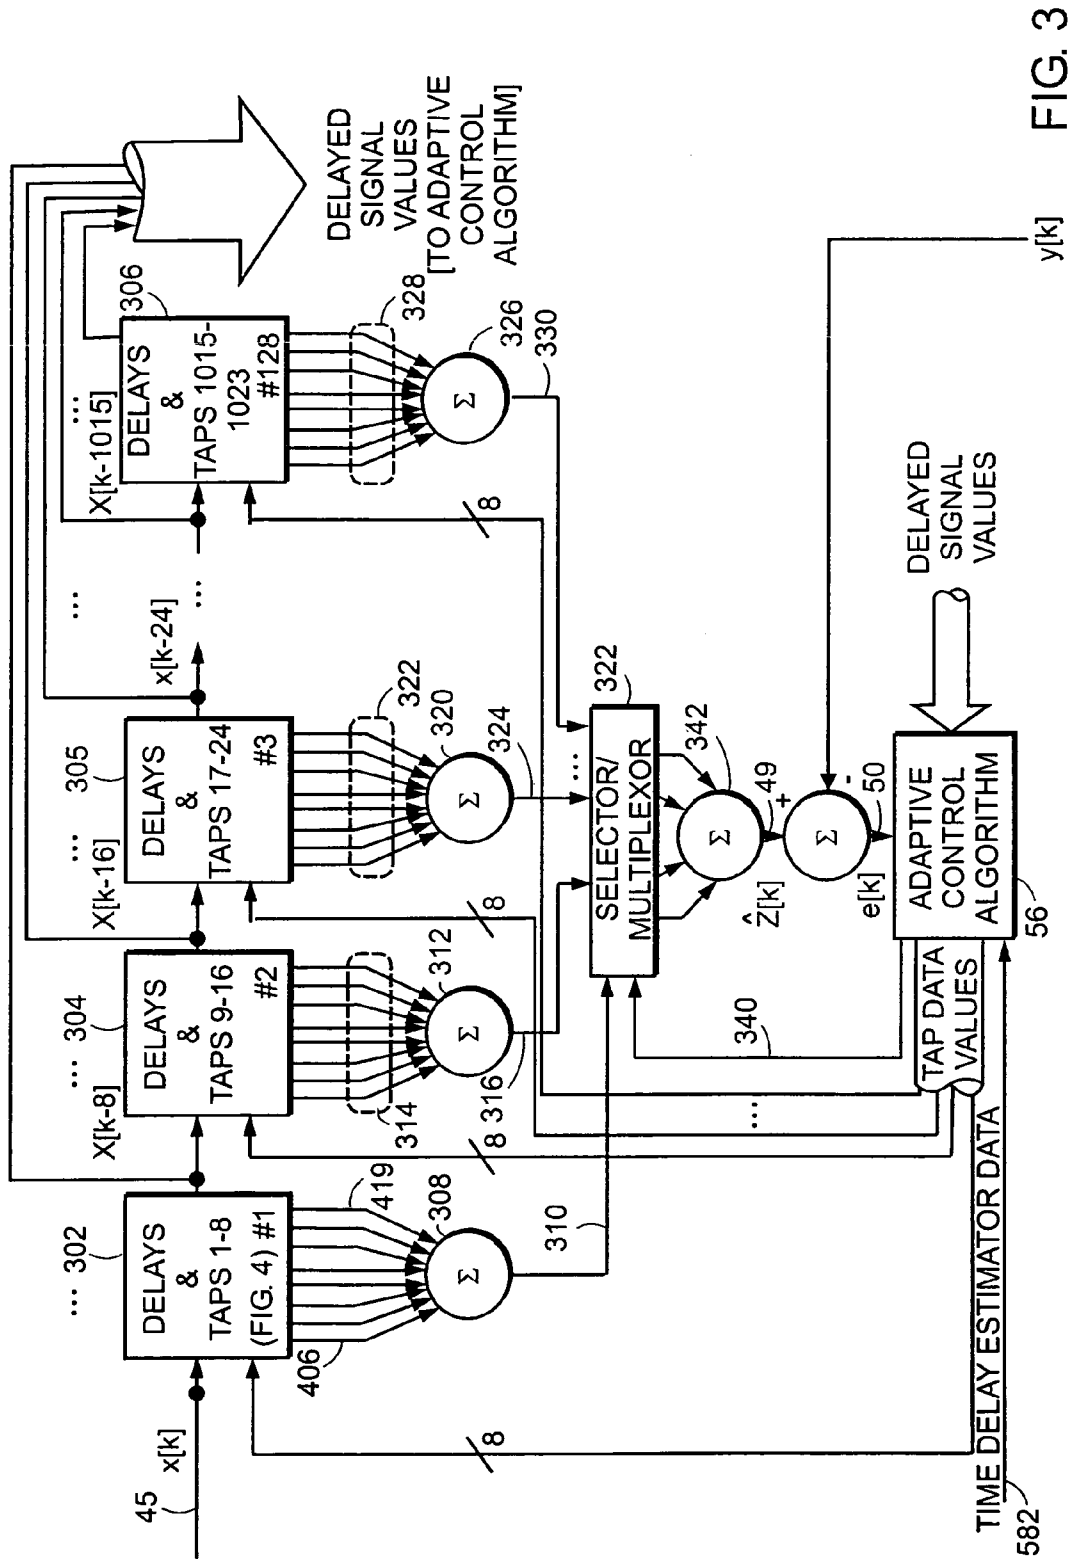 45
x[k]
... 302
DELAYS
&
TAPS 1-8
(FIG. 4) #1
406
419
308
Σ
310
8
X[k-8]
... 304
DELAYS
&
TAPS 9-16
#2
314
312
Σ
316
8
X[k-16]
... 305
DELAYS
&
TAPS 17-24
#3
322
320
Σ
324
8
x[k-24]
...
...
X[k-1015]
...
306
DELAYS
&
TAPS 1015-
1023
#128
328
326
Σ
330
8
DELAYED
SIGNAL
VALUES
[TO ADAPTIVE
CONTROL
ALGORITHM]
...
SELECTOR/
MULTIPLEXOR
322
340
...
Σ
342
Ẑ[k]
49
+
Σ
-
y[k]
e[k]
50
ADAPTIVE
CONTROL
ALGORITHM
56
DELAYED
SIGNAL
VALUES
TAP DATA
VALUES
TIME DELAY ESTIMATOR DATA
582
FIG. 3